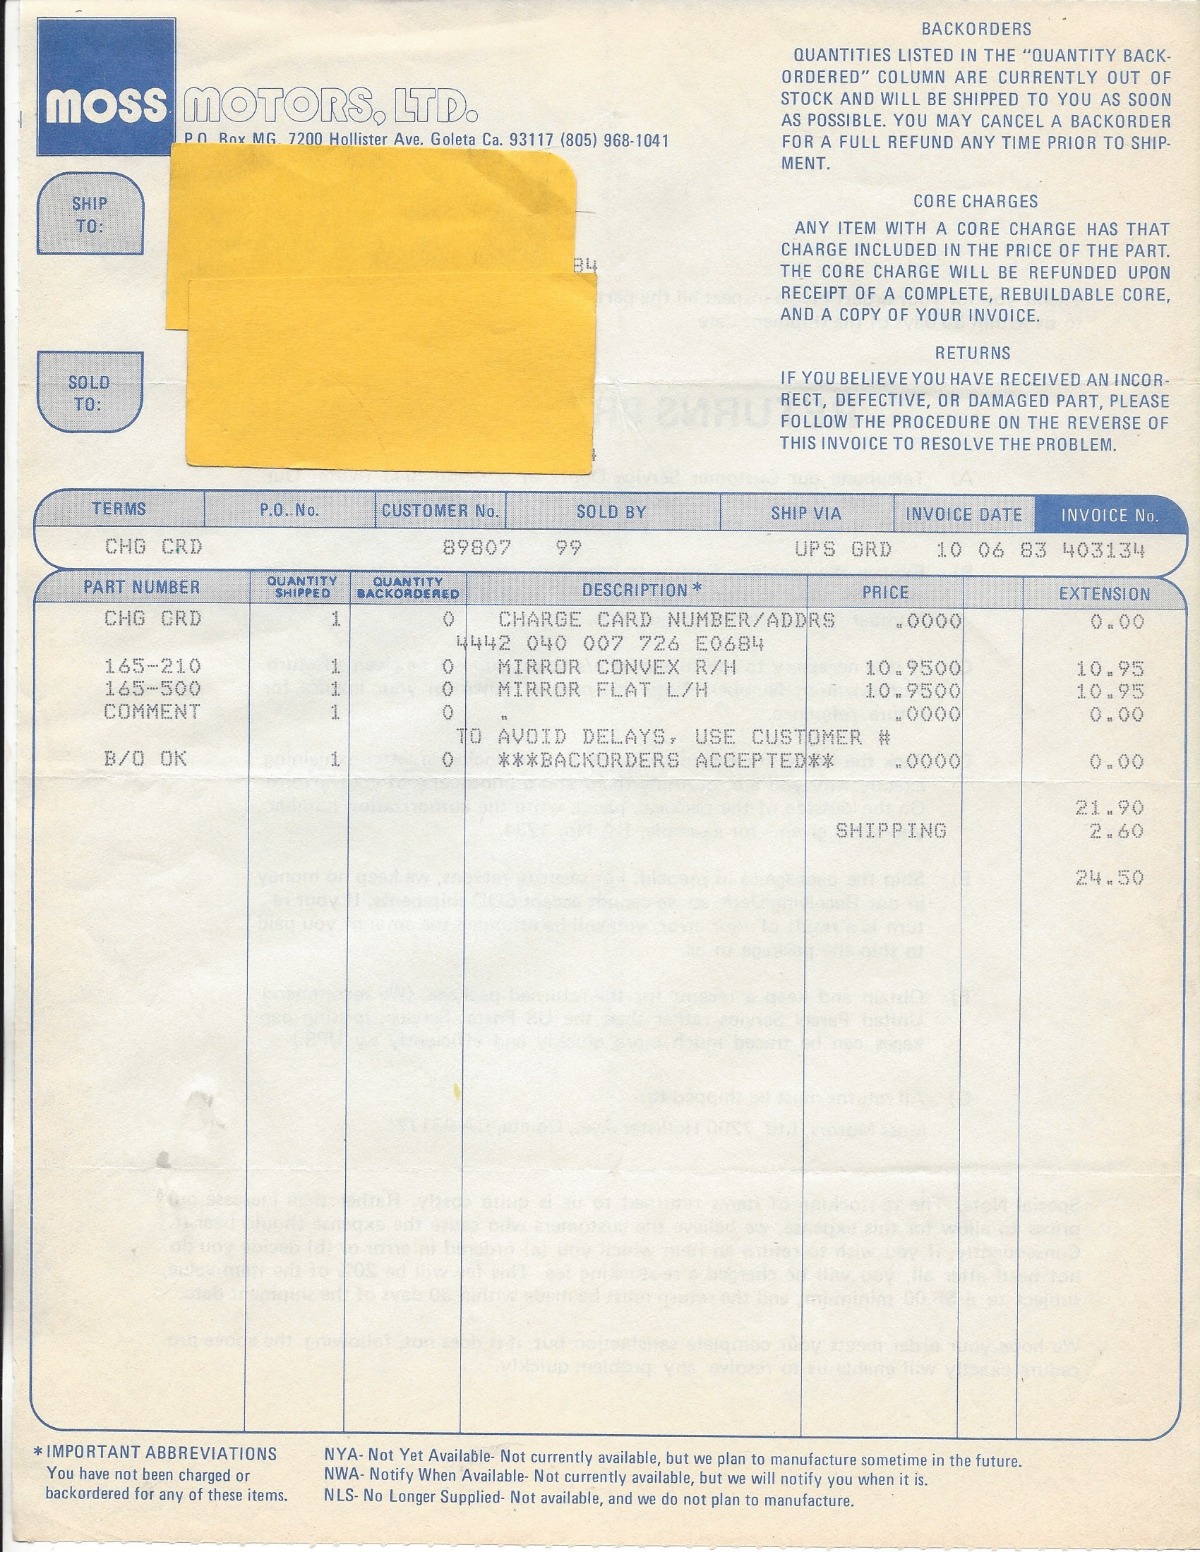 MOSS MOTORS, LTD.
P.O. Box MG, 7200 Hollister Ave. Goleta Ca. 93117 (805) 968-1041
BACKORDERS
QUANTITIES LISTED IN THE "QUANTITY BACK-
ORDERED" COLUMN ARE CURRENTLY OUT OF
STOCK AND WILL BE SHIPPED TO YOU AS SOON
AS POSSIBLE. YOU MAY CANCEL A BACKORDER
FOR A FULL REFUND ANY TIME PRIOR TO SHIP-
MENT.
CORE CHARGES
ANY ITEM WITH A CORE CHARGE HAS THAT
CHARGE INCLUDED IN THE PRICE OF THE PART.
THE CORE CHARGE WILL BE REFUNDED UPON
RECEIPT OF A COMPLETE, REBUILDABLE CORE,
AND A COPY OF YOUR INVOICE.
RETURNS
IF YOU BELIEVE YOU HAVE RECEIVED AN INCOR-
RECT, DEFECTIVE, OR DAMAGED PART, PLEASE
FOLLOW THE PROCEDURE ON THE REVERSE OF
THIS INVOICE TO RESOLVE THE PROBLEM.
SHIP
TO:
84
SOLD
TO:
TERMS P.O. No. CUSTOMER No. SOLD BY SHIP VIA INVOICE DATE INVOICE No.
CHG CRD 89807 99 UPS GRD 10 06 83 403134
PART NUMBER QUANTITY SHIPPED QUANTITY BACKORDERED DESCRIPTION * PRICE EXTENSION
CHG CRD 1 0 CHARGE CARD NUMBER/ADDRS .0000 0.00
4442 040 007 726 E0684
165-210 1 0 MIRROR CONVEX R/H 10.9500 10.95
165-500 1 0 MIRROR FLAT L/H 10.9500 10.95
COMMENT 1 0 . .0000 0.00
TO AVOID DELAYS, USE CUSTOMER #
B/O OK 1 0 ***BACKORDERS ACCEPTED** .0000 0.00
21.90
SHIPPING 2.60
24.50
* IMPORTANT ABBREVIATIONS
You have not been charged or
backordered for any of these items.
NYA- Not Yet Available- Not currently available, but we plan to manufacture sometime in the future.
NWA- Notify When Available- Not currently available, but we will notify you when it is.
NLS- No Longer Supplied- Not available, and we do not plan to manufacture.